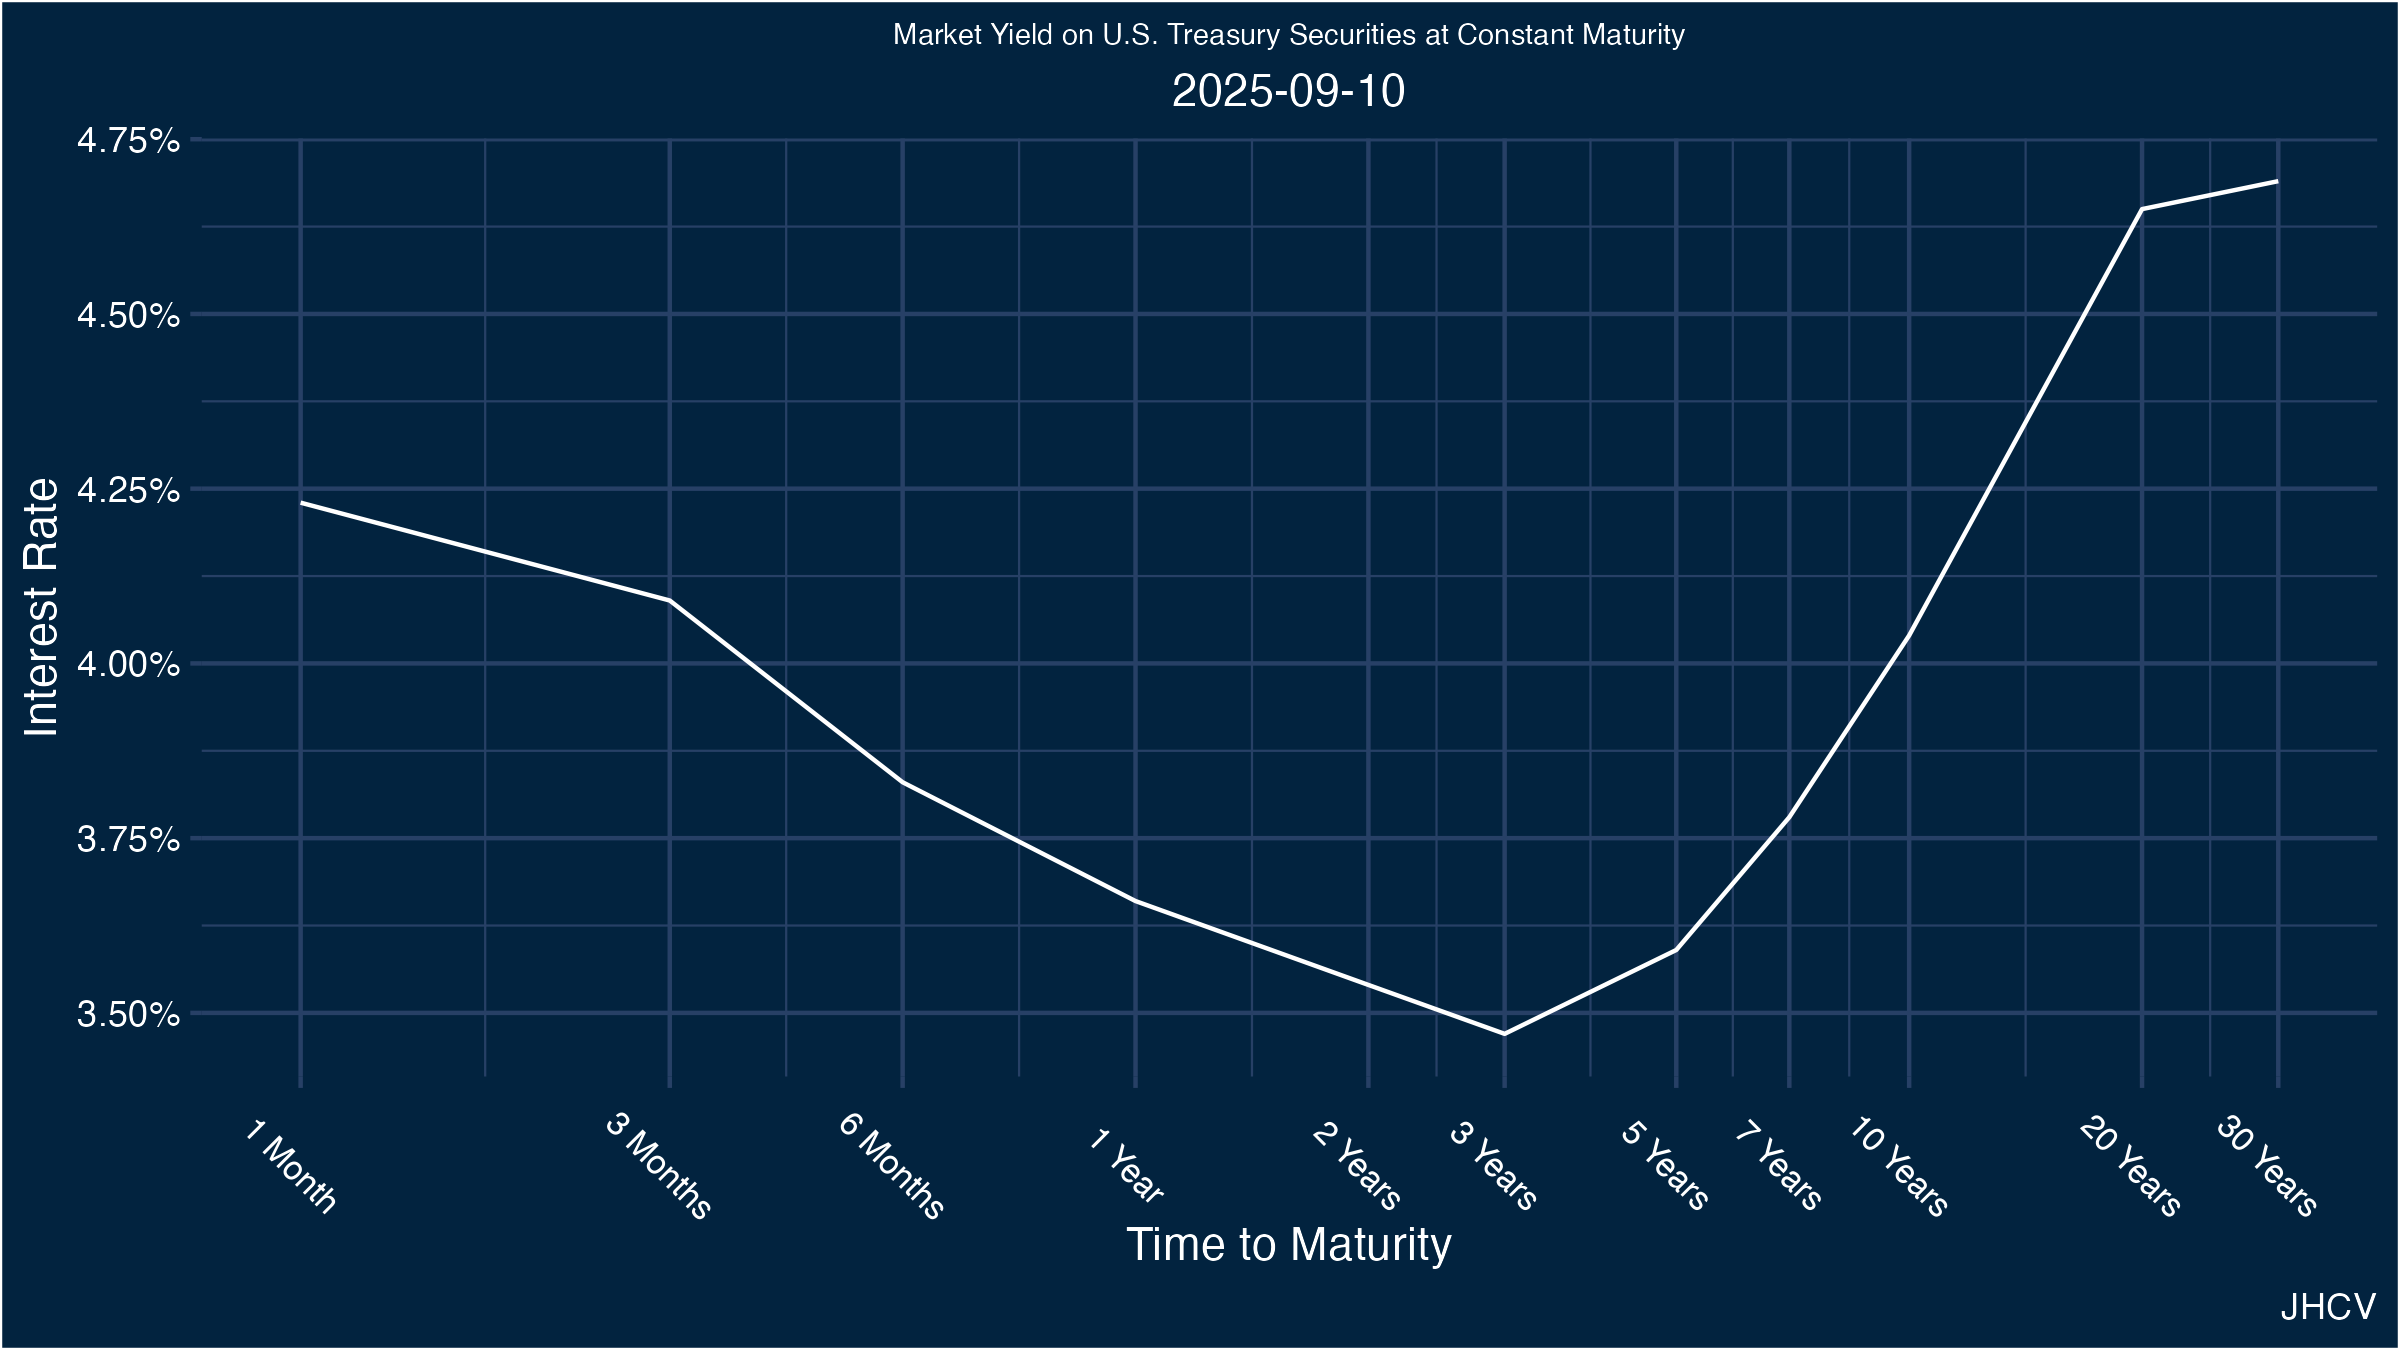 Market Yield on U.S. Treasury Securities at Constant Maturity
2025-09-10
Interest Rate
4.75%
4.50%
4.25%
4.00%
3.75%
3.50%
1 Month
3 Months
6 Months
1 Year
2 Years
3 Years
5 Years
7 Years
10 Years
20 Years
30 Years
Time to Maturity
JHCV